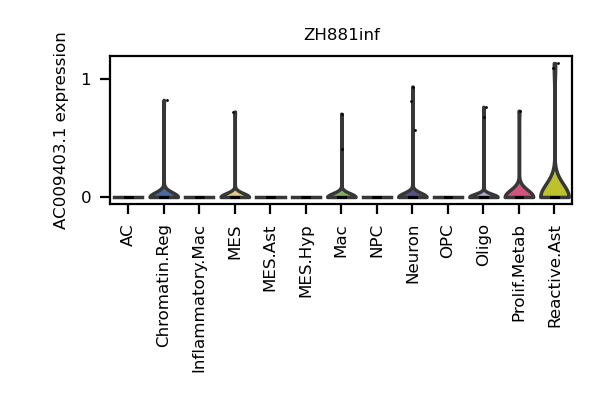 ZH881inf
AC009403.1 expression
1
0
AC
Chromatin.Reg
Inflammatory.Mac
MES
MES.Ast
MES.Hyp
Mac
NPC
Neuron
OPC
Oligo
Prolif.Metab
Reactive.Ast